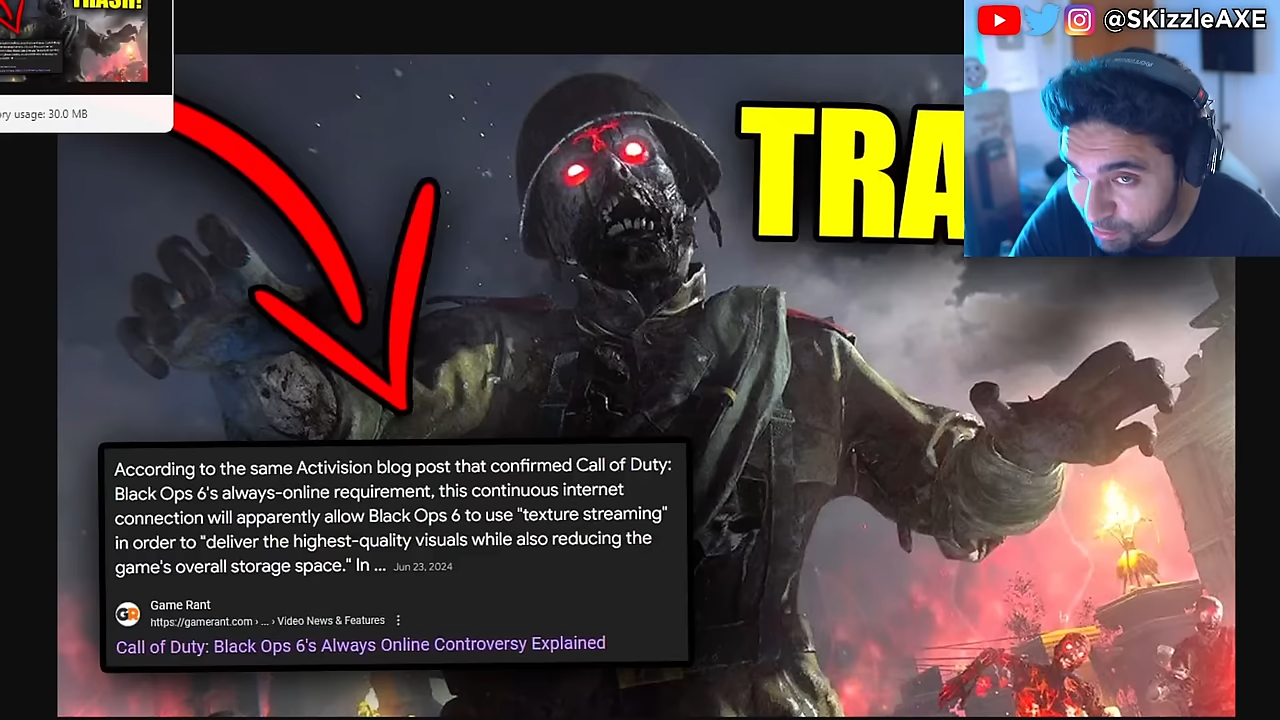 TRASH!
@SKizzleAXE
ry usage: 30.0 MB
TRA
According to the same Activision blog post that confirmed Call of Duty:
Black Ops 6's always-online requirement, this continuous internet
connection will apparently allow Black Ops 6 to use "texture streaming"
in order to "deliver the highest-quality visuals while also reducing the
game's overall storage space." In ... Jun 23, 2024
GR
Game Rant
https://gamerant.com › ... › Video News & Features
Call of Duty: Black Ops 6's Always Online Controversy Explained